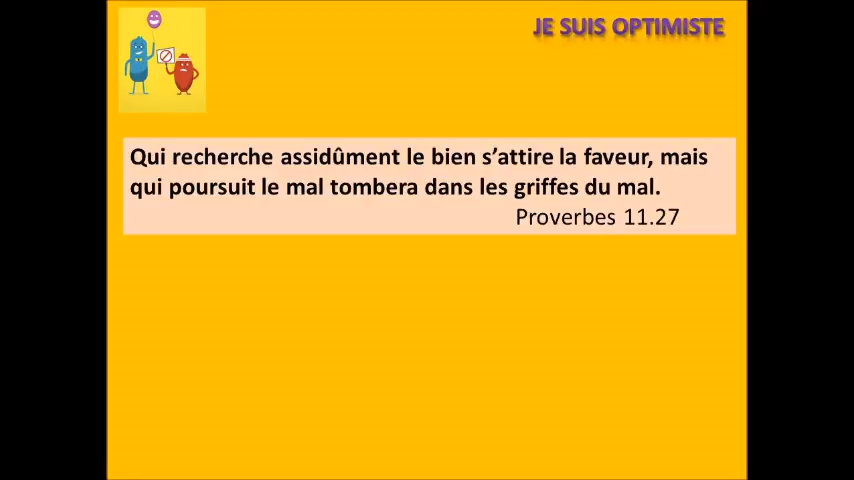 JE SUIS OPTIMISTE
Qui recherche assidûment le bien s’attire la faveur, mais
qui poursuit le mal tombera dans les griffes du mal.
Proverbes 11.27